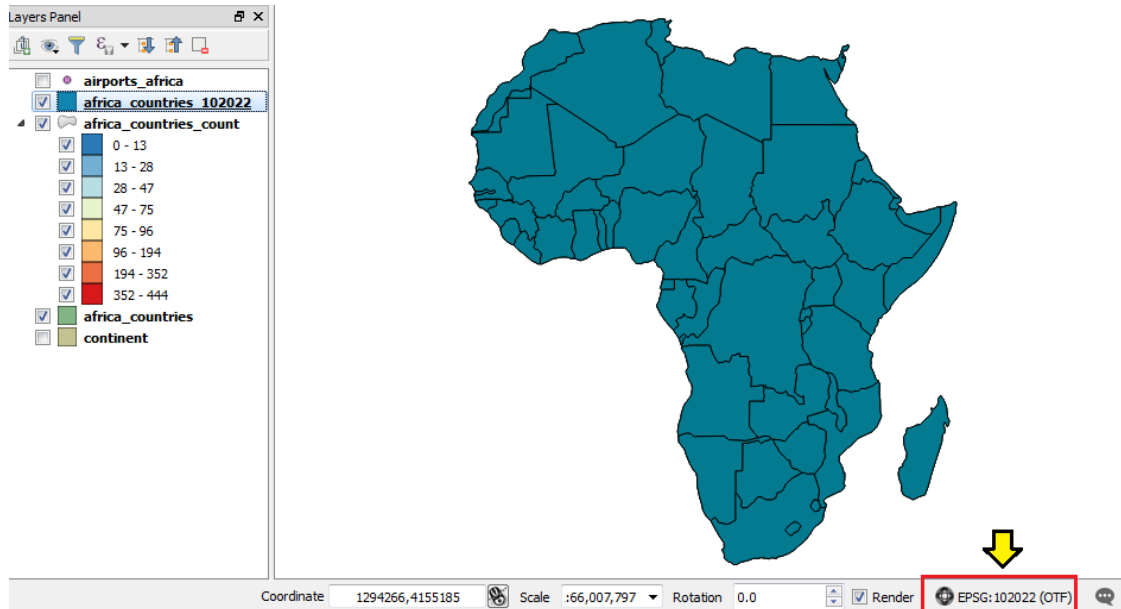 Layers Panel
airports_africa
africa_countries_102022
africa_countries_count
0 - 13
13 - 28
28 - 47
47 - 75
75 - 96
96 - 194
194 - 352
352 - 444
africa_countries
continent
Coordinate 1294266,4155185 Scale :66,007,797 Rotation 0.0 Render EPSG:102022 (OTF)